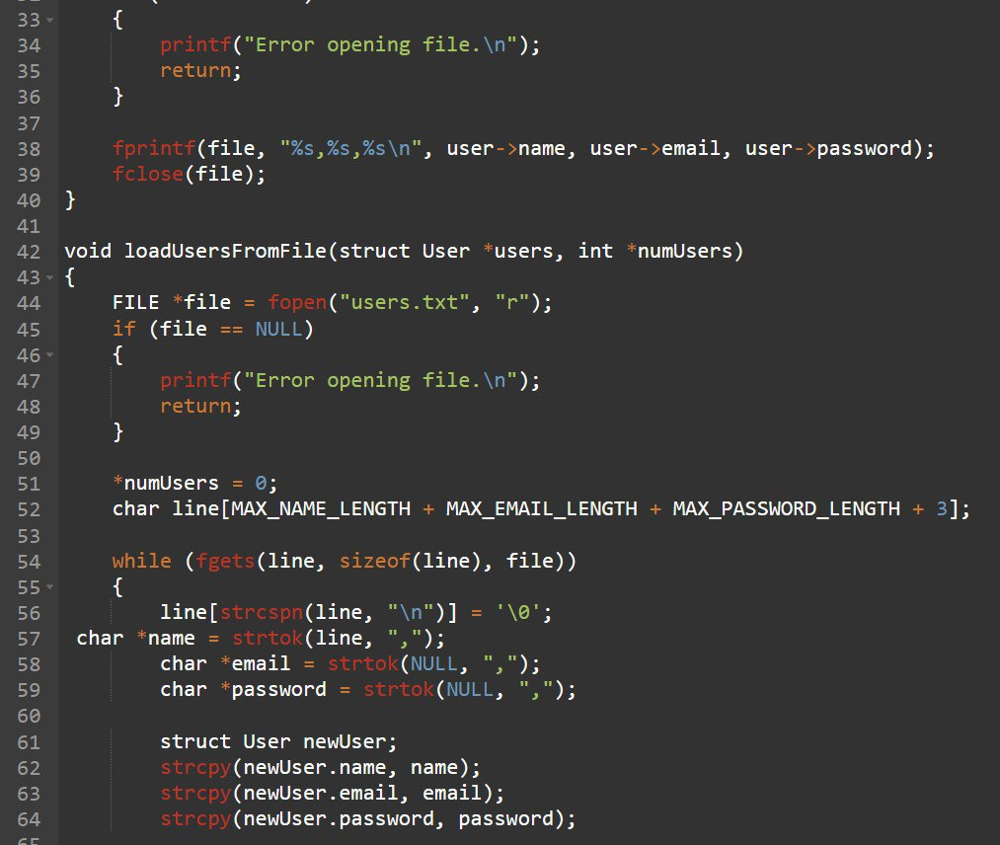 33 {
34 printf("Error opening file.\n");
35 return;
36 }
37
38 fprintf(file, "%s,%s,%s\n", user->name, user->email, user->password);
39 fclose(file);
40 }
41
42 void loadUsersFromFile(struct User *users, int *numUsers)
43 {
44 FILE *file = fopen("users.txt", "r");
45 if (file == NULL)
46 {
47 printf("Error opening file.\n");
48 return;
49 }
50
51 *numUsers = 0;
52 char line[MAX_NAME_LENGTH + MAX_EMAIL_LENGTH + MAX_PASSWORD_LENGTH + 3];
53
54 while (fgets(line, sizeof(line), file))
55 {
56 line[strcspn(line, "\n")] = '\0';
57 char *name = strtok(line, ",");
58 char *email = strtok(NULL, ",");
59 char *password = strtok(NULL, ",");
60
61 struct User newUser;
62 strcpy(newUser.name, name);
63 strcpy(newUser.email, email);
64 strcpy(newUser.password, password);